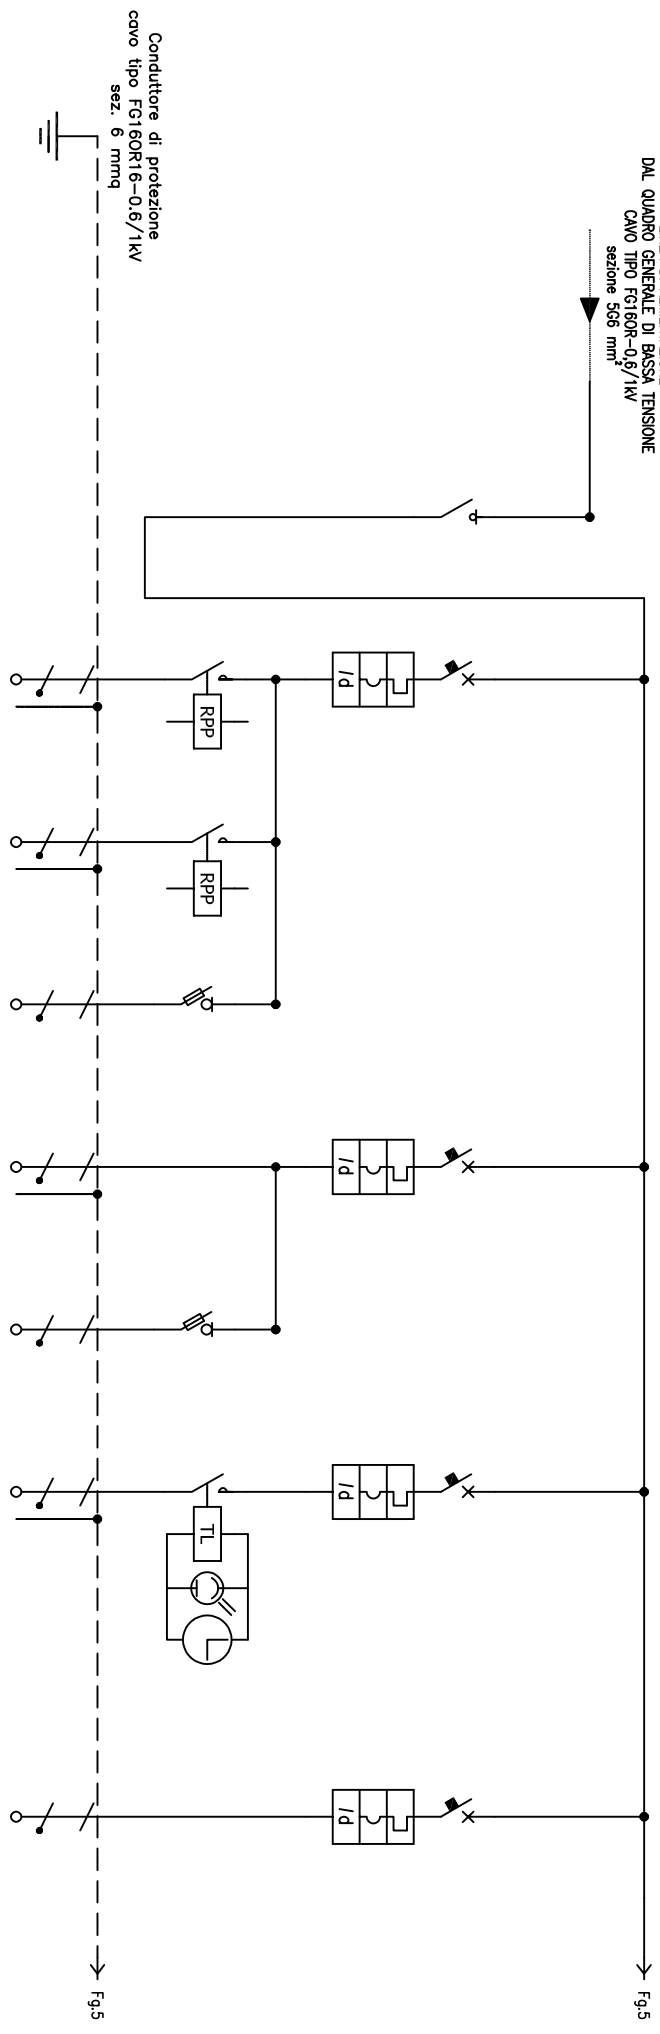 DAL QUADRO GENERALE DI BASSA TENSIONE
CAVO TIPO FG16OR-0,6/1kV
sezione 5G6 mm²
Conduttore di protezione
cavo tipo FG16OR16-0.6/1kV
sez. 6 mmq
Id
Id
Id
Id
RPP
RPP
TL
Fg.5
Fg.5